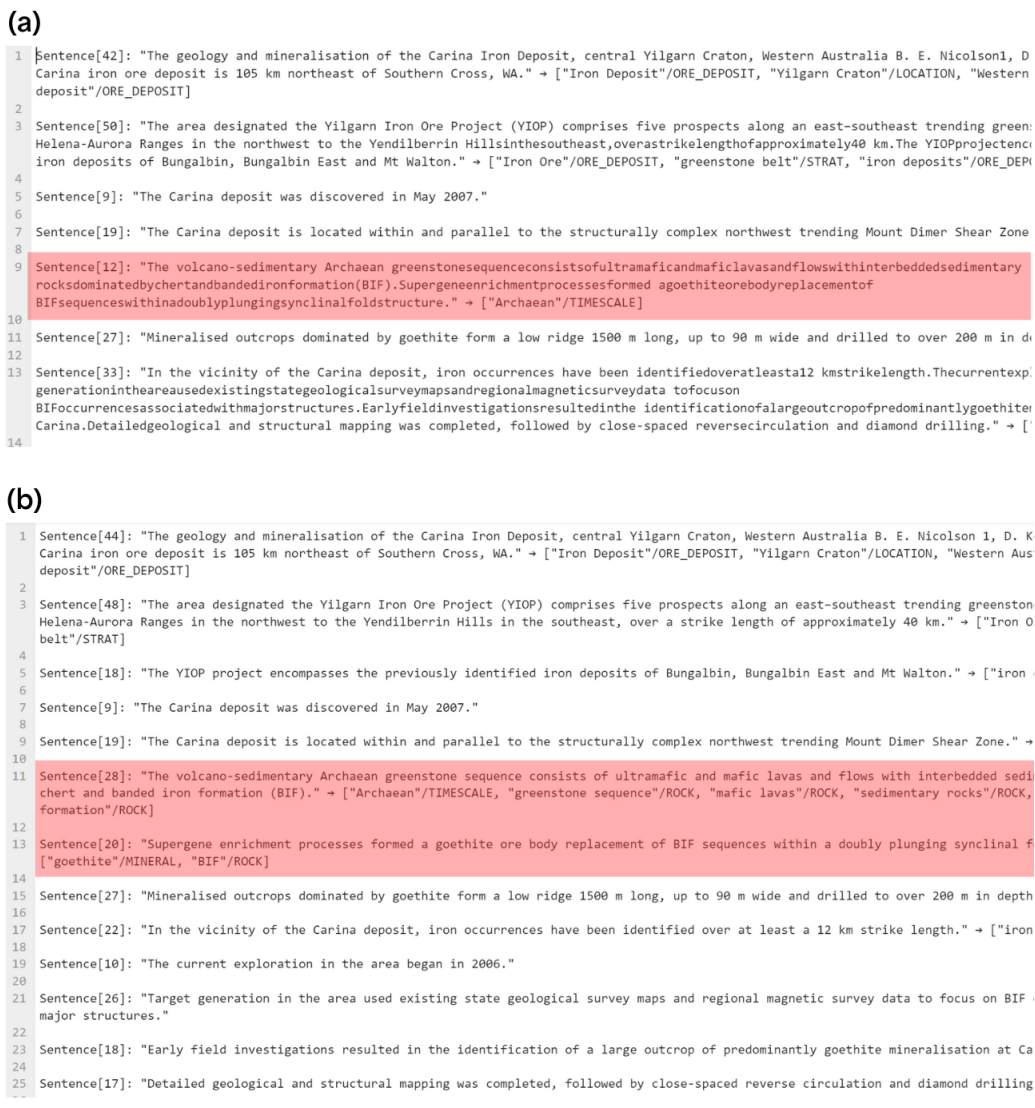 (a)
1 Sentence[42]: "The geology and mineralisation of the Carina Iron Deposit, central Yilgarn Craton, Western Australia B. E. Nicolson1, D
Carina iron ore deposit is 105 km northeast of Southern Cross, WA." → ["Iron Deposit"/ORE_DEPOSIT, "Yilgarn Craton"/LOCATION, "Western
deposit"/ORE_DEPOSIT]
2
3 Sentence[50]: "The area designated the Yilgarn Iron Ore Project (YIOP) comprises five prospects along an east–southeast trending green
Helena-Aurora Ranges in the northwest to the Yendilberrin Hillsinthesoutheast,overastrikelengthofapproximately40 km.The YIOPprojectenc
iron deposits of Bungalbin, Bungalbin East and Mt Walton." → ["Iron Ore"/ORE_DEPOSIT, "greenstone belt"/STRAT, "iron deposits"/ORE_DEP
4
5 Sentence[9]: "The Carina deposit was discovered in May 2007."
6
7 Sentence[19]: "The Carina deposit is located within and parallel to the structurally complex northwest trending Mount Dimer Shear Zone
8
9 Sentence[12]: "The volcano-sedimentary Archaean greenstonesequenceconsistsofultramaficandmaficlavasandflowswithinterbeddedsedimentary
rocksdominatedbychertandbandedironformation(BIF).Supergeneenrichmentprocessesformed agoethiteorebodyreplacementof
BIFsequenceswithinadoublyplungingsynclinalfoldstructure." → ["Archaean"/TIMESCALE]
10
11 Sentence[27]: "Mineralised outcrops dominated by goethite form a low ridge 1500 m long, up to 90 m wide and drilled to over 200 m in d
12
13 Sentence[33]: "In the vicinity of the Carina deposit, iron occurrences have been identifiedoveratleasta12 kmstrikelength.Thecurrentexp
generationintheareausedexistingstategeologicalsurveymapsandregionalmagneticsurveydata tofocuson
BIFoccurrencesassociatedwithmajorstructures.Earlyfieldinvestigationsresultedinthe identificationofalargeoutcropofpredominantlygoethite
Carina.Detailedgeological and structural mapping was completed, followed by close-spaced reversecirculation and diamond drilling." → [
14
(b)
1 Sentence[44]: "The geology and mineralisation of the Carina Iron Deposit, central Yilgarn Craton, Western Australia B. E. Nicolson 1, D. K
Carina iron ore deposit is 105 km northeast of Southern Cross, WA." → ["Iron Deposit"/ORE_DEPOSIT, "Yilgarn Craton"/LOCATION, "Western Aus
deposit"/ORE_DEPOSIT]
2
3 Sentence[48]: "The area designated the Yilgarn Iron Ore Project (YIOP) comprises five prospects along an east–southeast trending greenston
Helena-Aurora Ranges in the northwest to the Yendilberrin Hills in the southeast, over a strike length of approximately 40 km." → ["Iron O
belt"/STRAT]
4
5 Sentence[18]: "The YIOP project encompasses the previously identified iron deposits of Bungalbin, Bungalbin East and Mt Walton." → ["iron
6
7 Sentence[9]: "The Carina deposit was discovered in May 2007."
8
9 Sentence[19]: "The Carina deposit is located within and parallel to the structurally complex northwest trending Mount Dimer Shear Zone." →
10
11 Sentence[28]: "The volcano-sedimentary Archaean greenstone sequence consists of ultramafic and mafic lavas and flows with interbedded sedi
chert and banded iron formation (BIF)." → ["Archaean"/TIMESCALE, "greenstone sequence"/ROCK, "mafic lavas"/ROCK, "sedimentary rocks"/ROCK,
formation"/ROCK]
12
13 Sentence[20]: "Supergene enrichment processes formed a goethite ore body replacement of BIF sequences within a doubly plunging synclinal f
["goethite"/MINERAL, "BIF"/ROCK]
14
15 Sentence[27]: "Mineralised outcrops dominated by goethite form a low ridge 1500 m long, up to 90 m wide and drilled to over 200 m in depth
16
17 Sentence[22]: "In the vicinity of the Carina deposit, iron occurrences have been identified over at least a 12 km strike length." → ["iron
18
19 Sentence[10]: "The current exploration in the area began in 2006."
20
21 Sentence[26]: "Target generation in the area used existing state geological survey maps and regional magnetic survey data to focus on BIF
major structures."
22
23 Sentence[18]: "Early field investigations resulted in the identification of a large outcrop of predominantly goethite mineralisation at Ca
24
25 Sentence[17]: "Detailed geological and structural mapping was completed, followed by close-spaced reverse circulation and diamond drilling